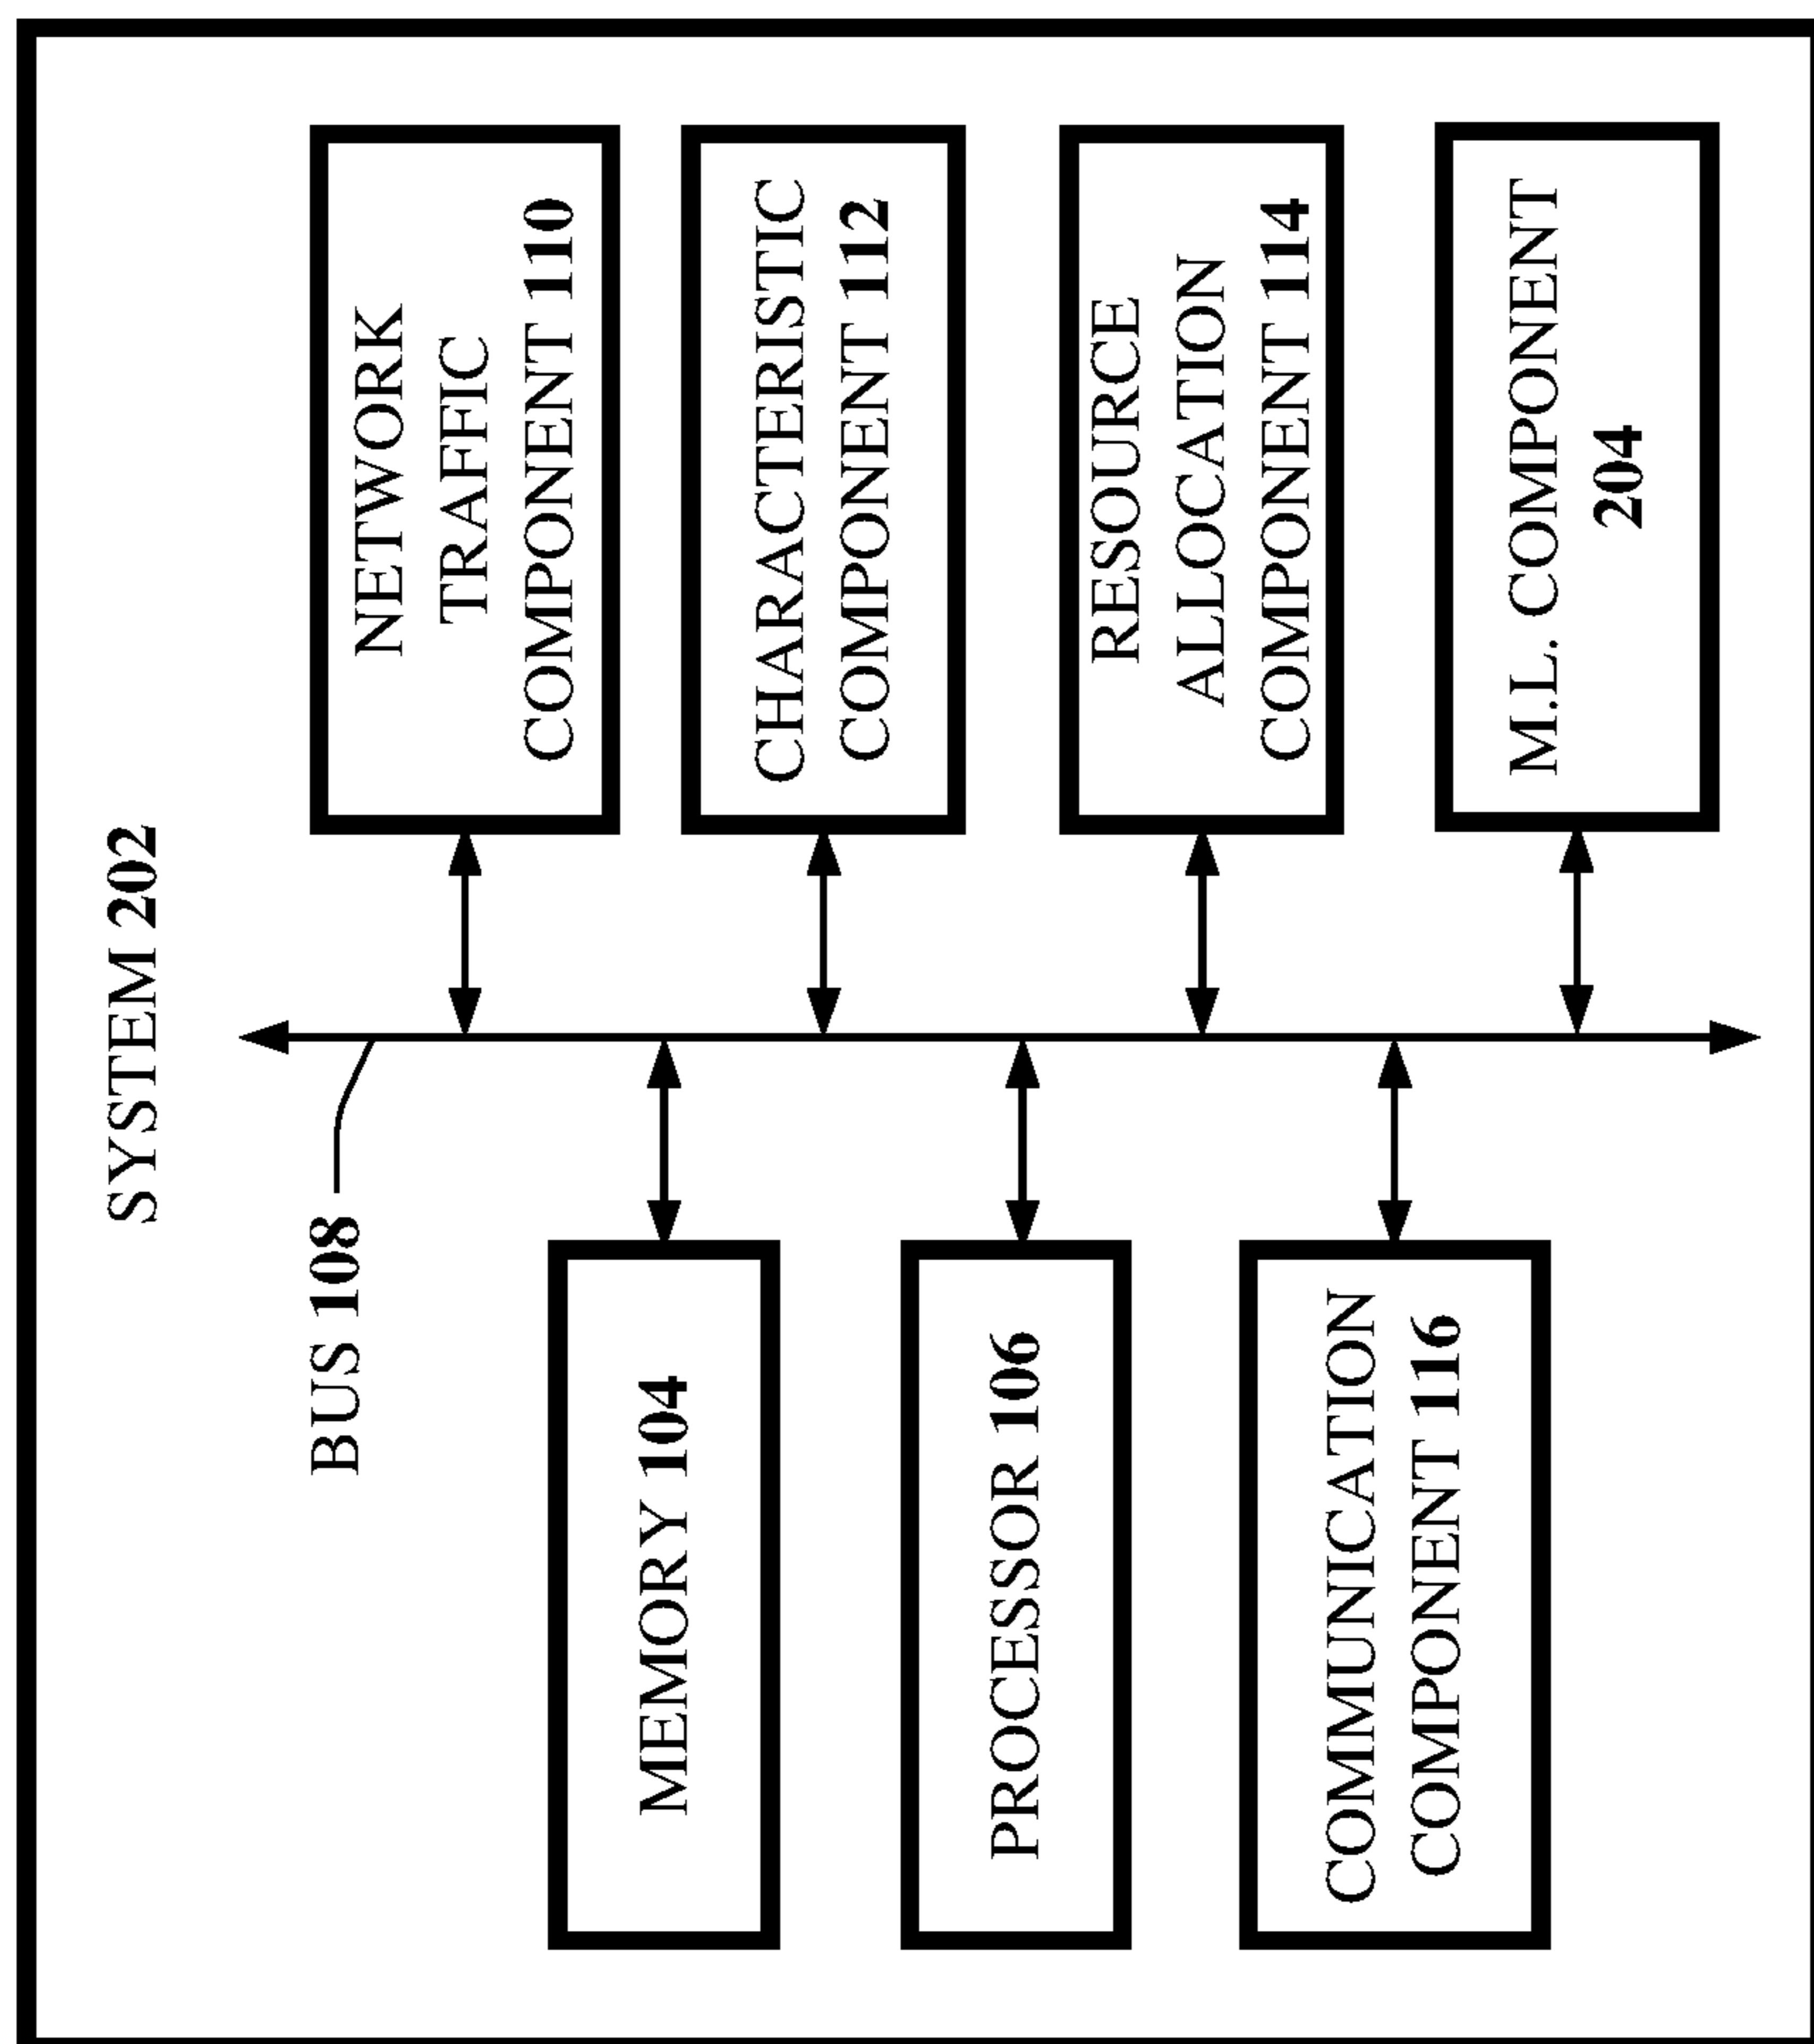 SYSTEM 202
BUS 108
MEMORY 104
PROCESSOR 106
COMMUNICATION
COMPONENT 116
NETWORK
TRAFFIC
COMPONENT 110
CHARACTERISTIC
COMPONENT 112
RESOURCE
ALLOCATION
COMPONENT 114
M.L. COMPONENT
204